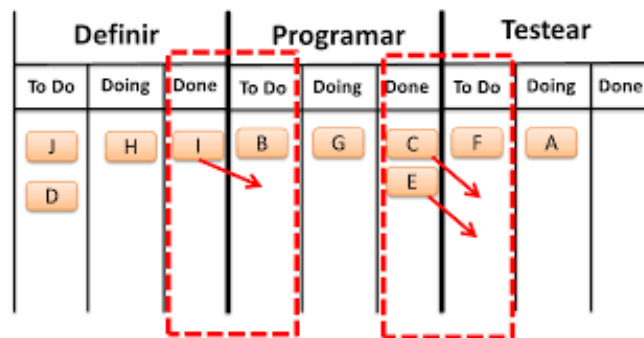 Definir Programar Testear
To Do Doing Done To Do Doing Done To Do Doing Done
J H I B G C F A
D E